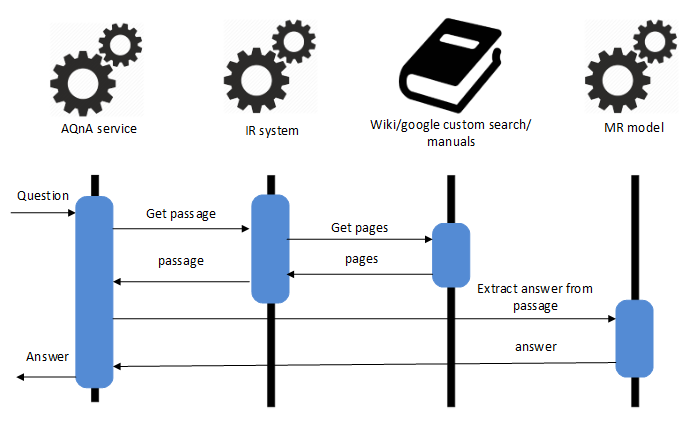 AQnA service
IR system
Wiki/google custom search/
manuals
MR model
Question
Get passage
Get pages
passage
pages
Extract answer from
passage
answer
Answer